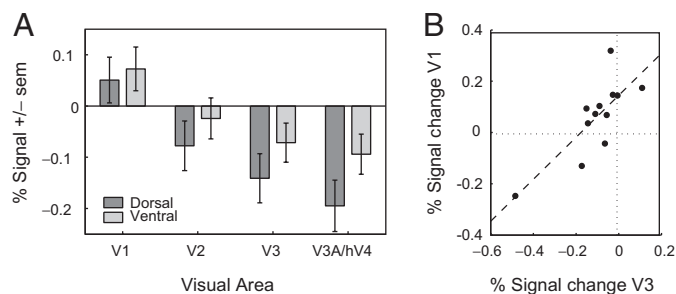 A
% Signal +/− sem
0.1
0
−0.1
−0.2
Dorsal
Ventral
V1
V2
V3
V3A/hV4
Visual Area
B
% Signal change V1
0.4
0.2
0
-0.2
-0.4
−0.6
−0.4
−0.2
0
0.2
% Signal change V3